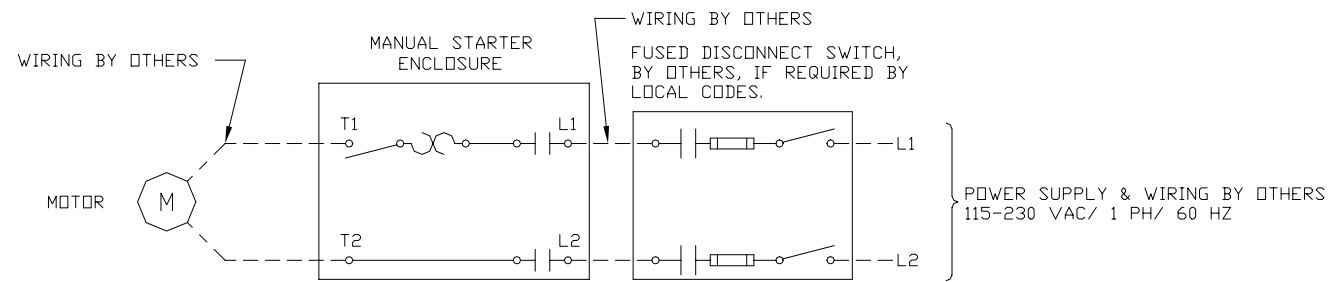 WIRING BY OTHERS
MANUAL STARTER
ENCLOSURE
WIRING BY OTHERS
FUSED DISCONNECT SWITCH,
BY OTHERS, IF REQUIRED BY
LOCAL CODES.
T1
L1
L1
MOTOR
M
POWER SUPPLY & WIRING BY OTHERS
115-230 VAC/ 1 PH/ 60 HZ
T2
L2
L2